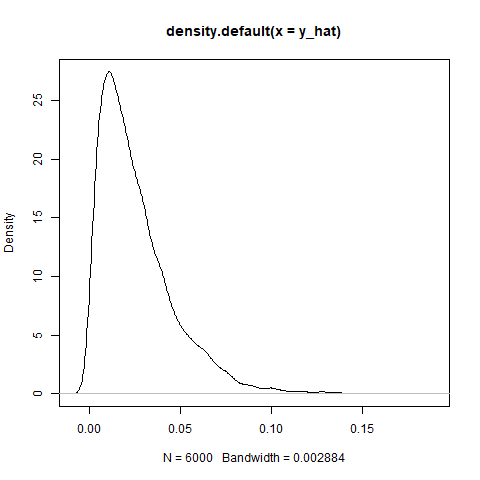 density.default(x = y_hat)
Density
25
20
15
10
5
0
0.00 0.05 0.10 0.15
N = 6000 Bandwidth = 0.002884